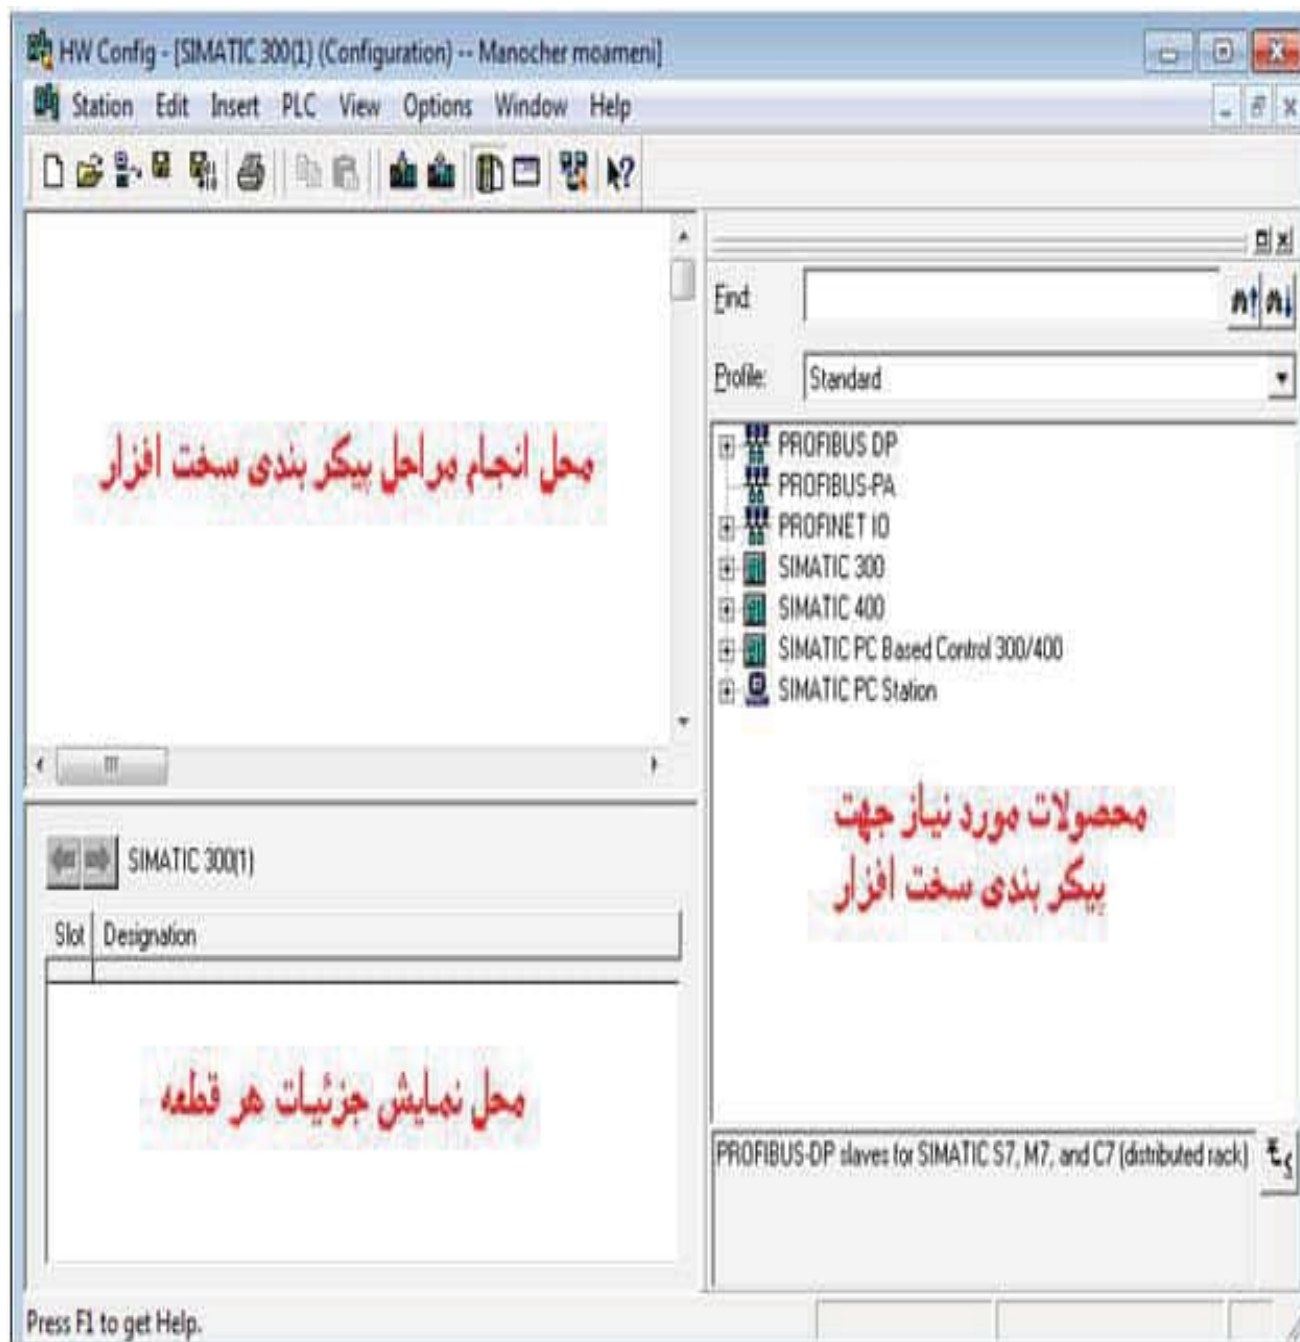 HW Config - [SIMATIC 300(1) (Configuration) -- Manocher moameni]
Station Edit Insert PLC View Options Window Help
محل انجام مراحل پیکر بندی سخت افزار
SIMATIC 300(1)
Slot Designation
محل نمایش جزئیات هر قطعه
Find:
Profile: Standard
PROFIBUS DP
PROFIBUS-PA
PROFINET IO
SIMATIC 300
SIMATIC 400
SIMATIC PC Based Control 300/400
SIMATIC PC Station
محصولات مورد نیاز جهت
پیکر بندی سخت افزار
PROFIBUS-DP slaves for SIMATIC S7, M7, and C7 (distributed rack)
Press F1 to get Help.